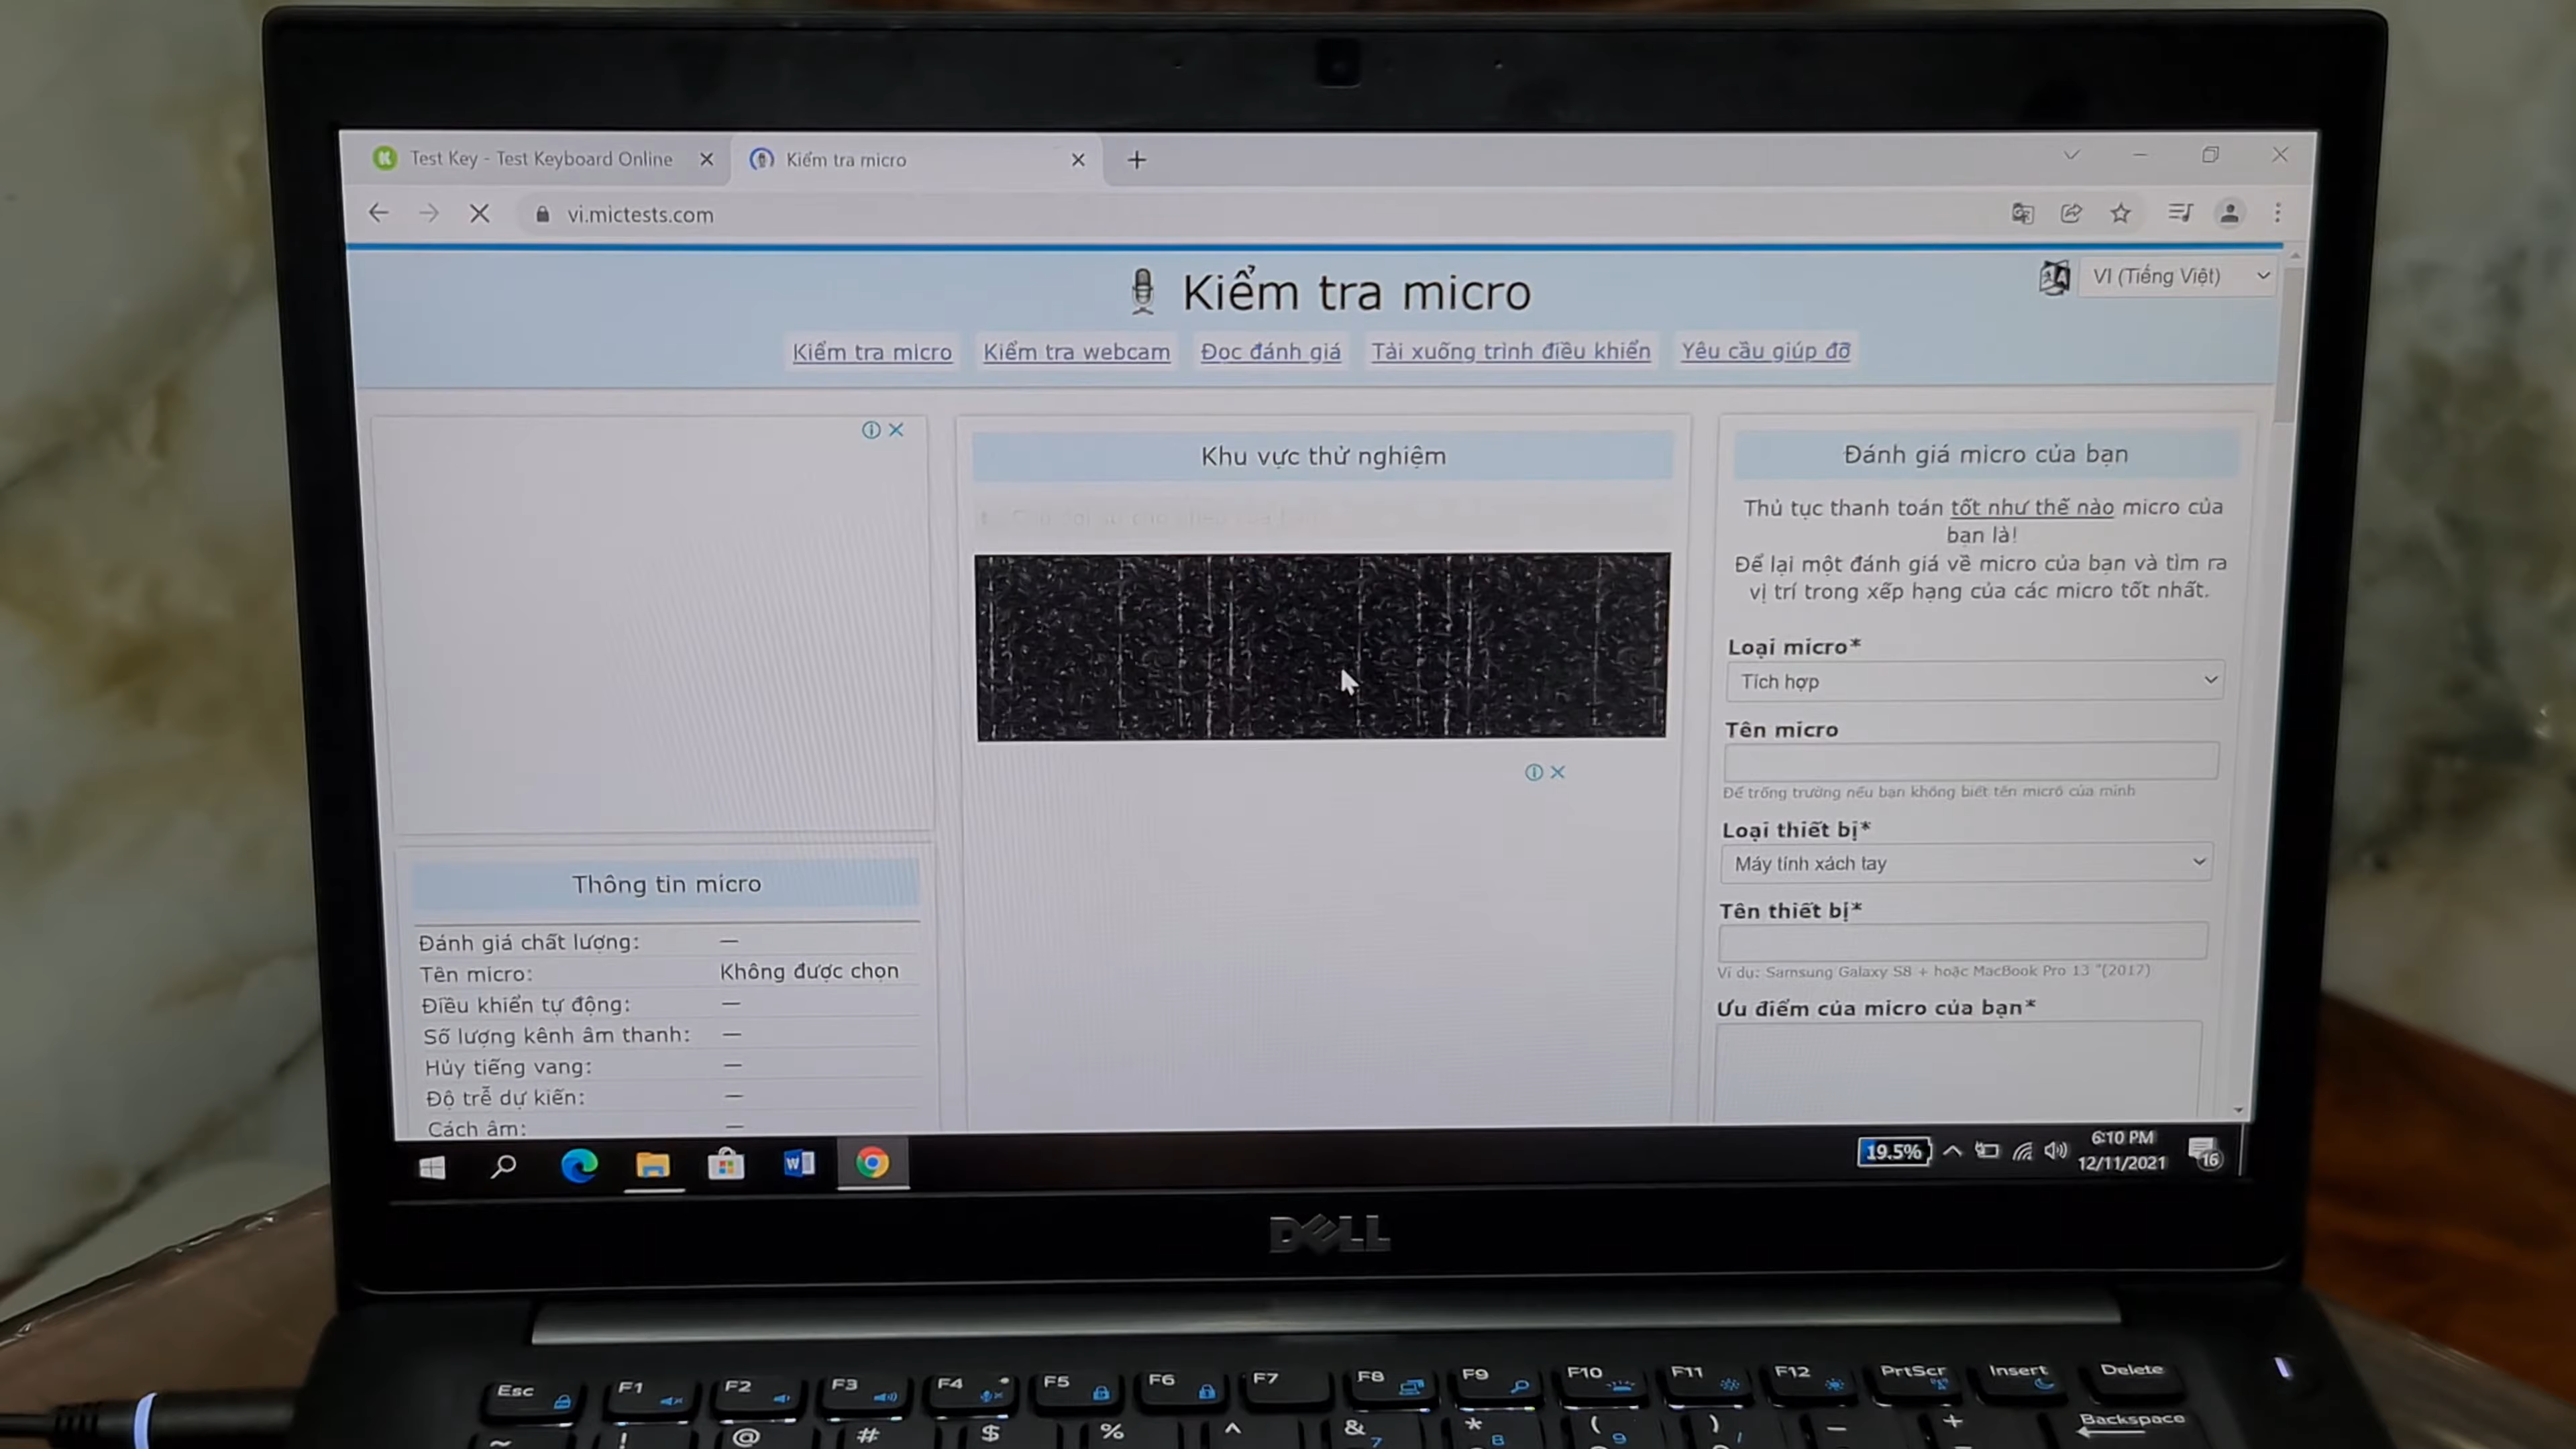 Test Key - Test Keyboard Online
Kiểm tra micro
vi.mictests.com
Kiểm tra micro
VI (Tiếng Việt)
Kiểm tra micro
Kiểm tra webcam
Đọc đánh giá
Tải xuống trình điều khiển
Yêu cầu giúp đỡ
Khu vực thử nghiệm
Thông tin micro
Đánh giá chất lượng: —
Tên micro: Không được chọn
Điều khiển tự động: —
Số lượng kênh âm thanh: —
Hủy tiếng vang: —
Độ trễ dự kiến: —
Cách âm: —
Đánh giá micro của bạn
Thủ tục thanh toán tốt như thế nào micro của
bạn là!
Để lại một đánh giá về micro của bạn và tìm ra
vị trí trong xếp hạng của các micro tốt nhất.
Loại micro*
Tích hợp
Tên micro
Để trống trường nếu bạn không biết tên micrô của mình
Loại thiết bị*
Máy tính xách tay
Tên thiết bị*
Ví dụ: Samsung Galaxy S8 + hoặc MacBook Pro 13 "(2017)
Ưu điểm của micro của bạn*
19.5%
6:10 PM
12/11/2021
16
DELL
Esc F1 F2 F3 F4 F5 F6 F7 F8 F9 F10 F11 F12 PrtScr Insert Delete
~ ! @ # $ % ^ & 7 * 8 ( 9 ) / — + Backspace